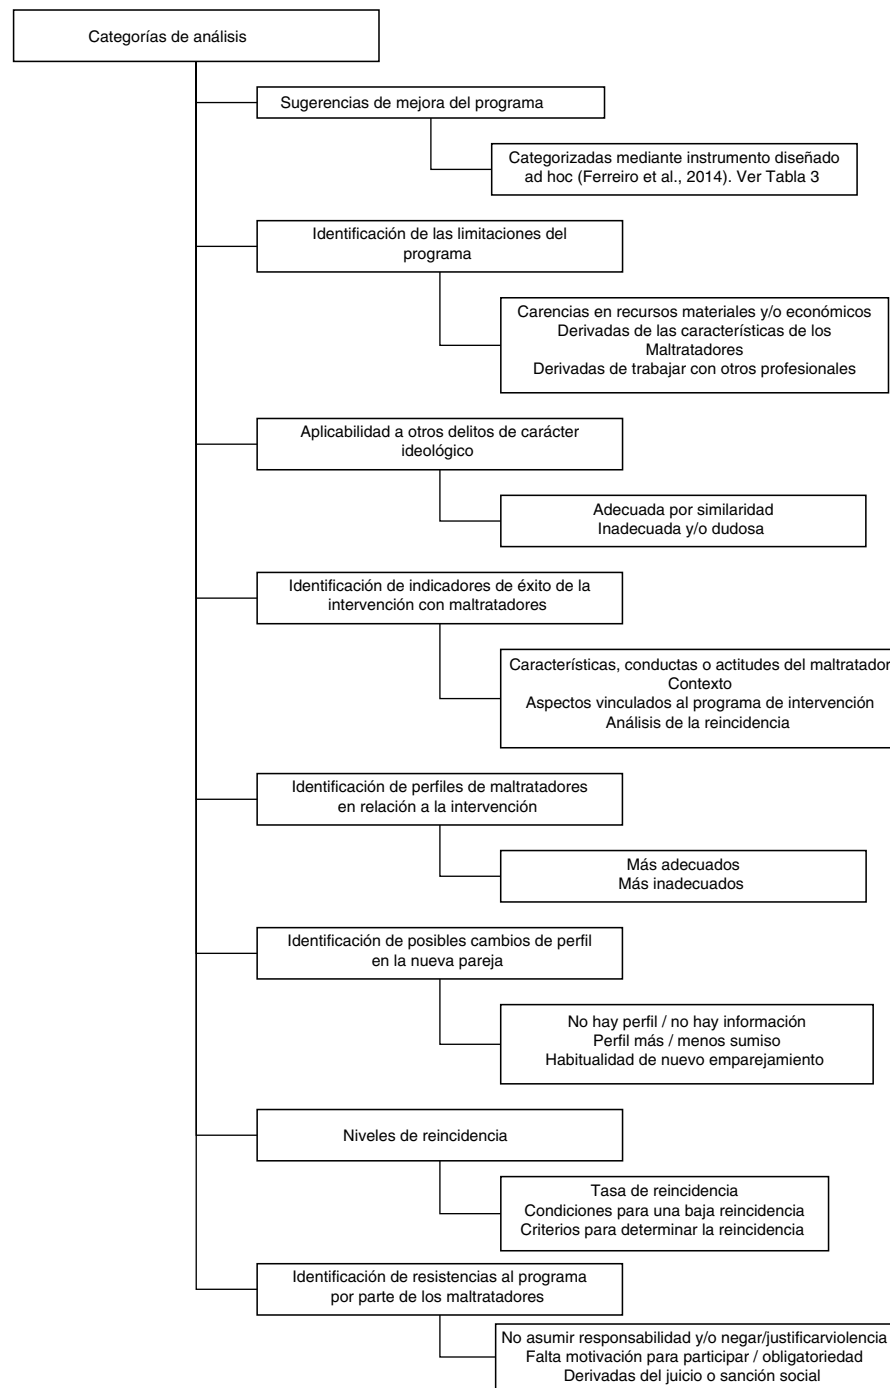 Categorías de análisis
Sugerencias de mejora del programa
Categorizadas mediante instrumento diseñado
ad hoc (Ferreiro et al., 2014). Ver Tabla 3
Identificación de las limitaciones del
programa
Carencias en recursos materiales y/o económicos
Derivadas de las características de los
Maltratadores
Derivadas de trabajar con otros profesionales
Aplicabilidad a otros delitos de carácter
ideológico
Adecuada por similaridad
Inadecuada y/o dudosa
Identificación de indicadores de éxito de la
intervención con maltratadores
Características, conductas o actitudes del maltratador
Contexto
Aspectos vinculados al programa de intervención
Análisis de la reincidencia
Identificación de perfiles de maltratadores
en relación a la intervención
Más adecuados
Más inadecuados
Identificación de posibles cambios de perfil
en la nueva pareja
No hay perfil / no hay información
Perfil más / menos sumiso
Habitualidad de nuevo emparejamiento
Niveles de reincidencia
Tasa de reincidencia
Condiciones para una baja reincidencia
Criterios para determinar la reincidencia
Identificación de resistencias al programa
por parte de los maltratadores
No asumir responsabilidad y/o negar/justificarviolencia
Falta motivación para participar / obligatoriedad
Derivadas del juicio o sanción social